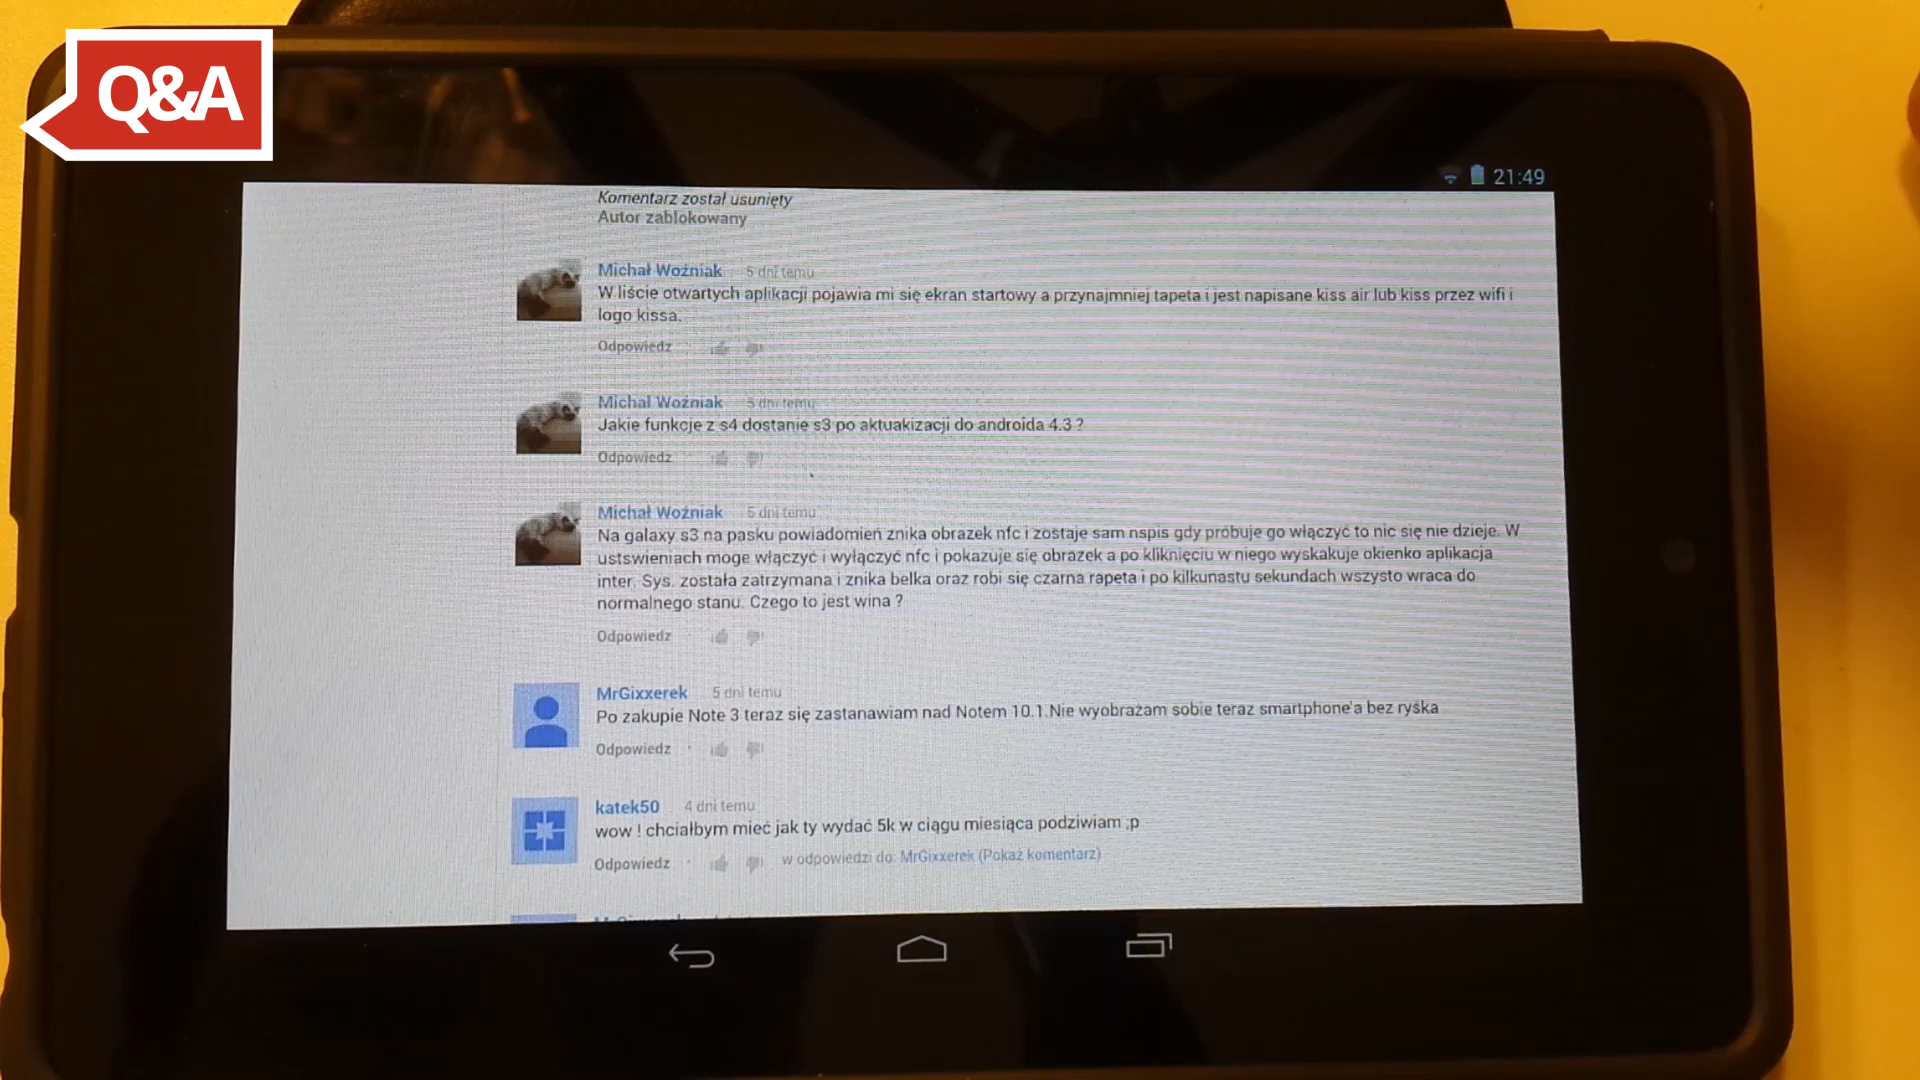 Q&A
21:49
Komentarz został usunięty
Autor zablokowany
Michał Woźniak 5 dni temu
W liście otwartych aplikacji pojawia mi się ekran startowy a przynajmniej tapeta i jest napisane kiss air lub kiss przez wifi i
logo kissa.
Odpowiedz
Michał Woźniak 5 dni temu
Jakie funkcje z s4 dostanie s3 po aktuakizacji do androida 4.3 ?
Odpowiedz
Michał Woźniak 5 dni temu
Na galaxy s3 na pasku powiadomień znika obrazek nfc i zostaje sam nspis gdy próbuje go włączyć to nic się nie dzieje. W
ustswieniach moge włączyć i wyłączyć nfc i pokazuje się obrazek a po kliknięciu w niego wyskakuje okienko aplikacja
inter. Sys. została zatrzymana i znika belka oraz robi się czarna rapeta i po kilkunastu sekundach wszysto wraca do
normalnego stanu. Czego to jest wina ?
Odpowiedz
MrGixxerek 5 dni temu
Po zakupie Note 3 teraz się zastanawiam nad Notem 10.1.Nie wyobrażam sobie teraz smartphone'a bez ryska
Odpowiedz
katek50 4 dni temu
wow ! chciałbym mieć jak ty wydać 5k w ciągu miesiąca podziwiam ;p
Odpowiedz w odpowiedzi do: MrGixxerek (Pokaż komentarz)